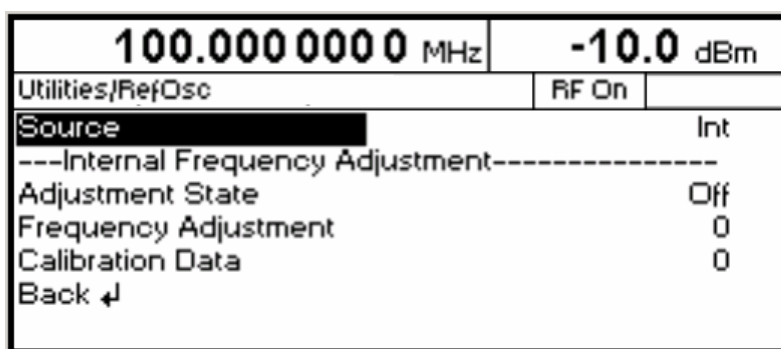 100.000 000 0 MHz -10.0 dBm
Utilities/RefOsc RF On
Source Int
---Internal Frequency Adjustment---------------
Adjustment State Off
Frequency Adjustment 0
Calibration Data 0
Back ↲